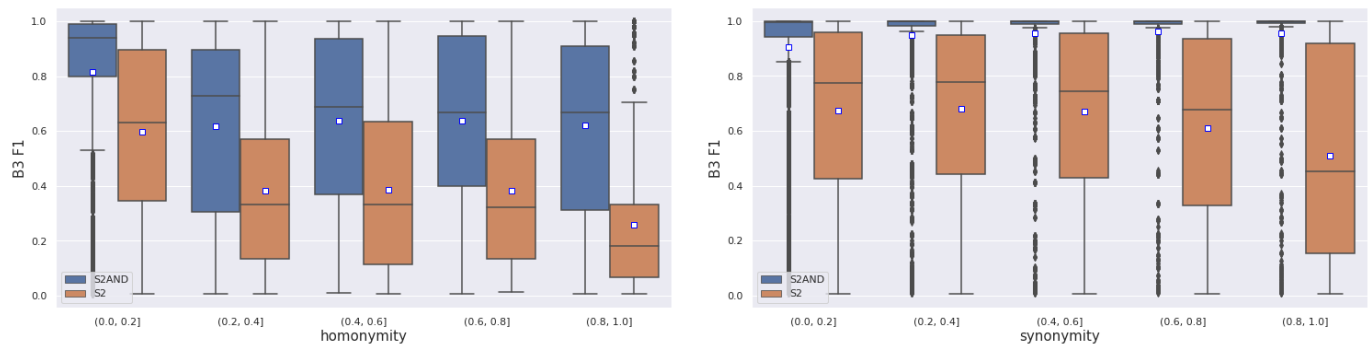 B3 F1
1.0
0.8
0.6
0.4
0.2
0.0
S2AND
S2
(0.0, 0.2]
(0.2, 0.4]
(0.4, 0.6]
(0.6, 0.8]
(0.8, 1.0]
homonymity
B3 F1
1.0
0.8
0.6
0.4
0.2
0.0
S2AND
S2
(0.0, 0.2]
(0.2, 0.4]
(0.4, 0.6]
(0.6, 0.8]
(0.8, 1.0]
synonymity